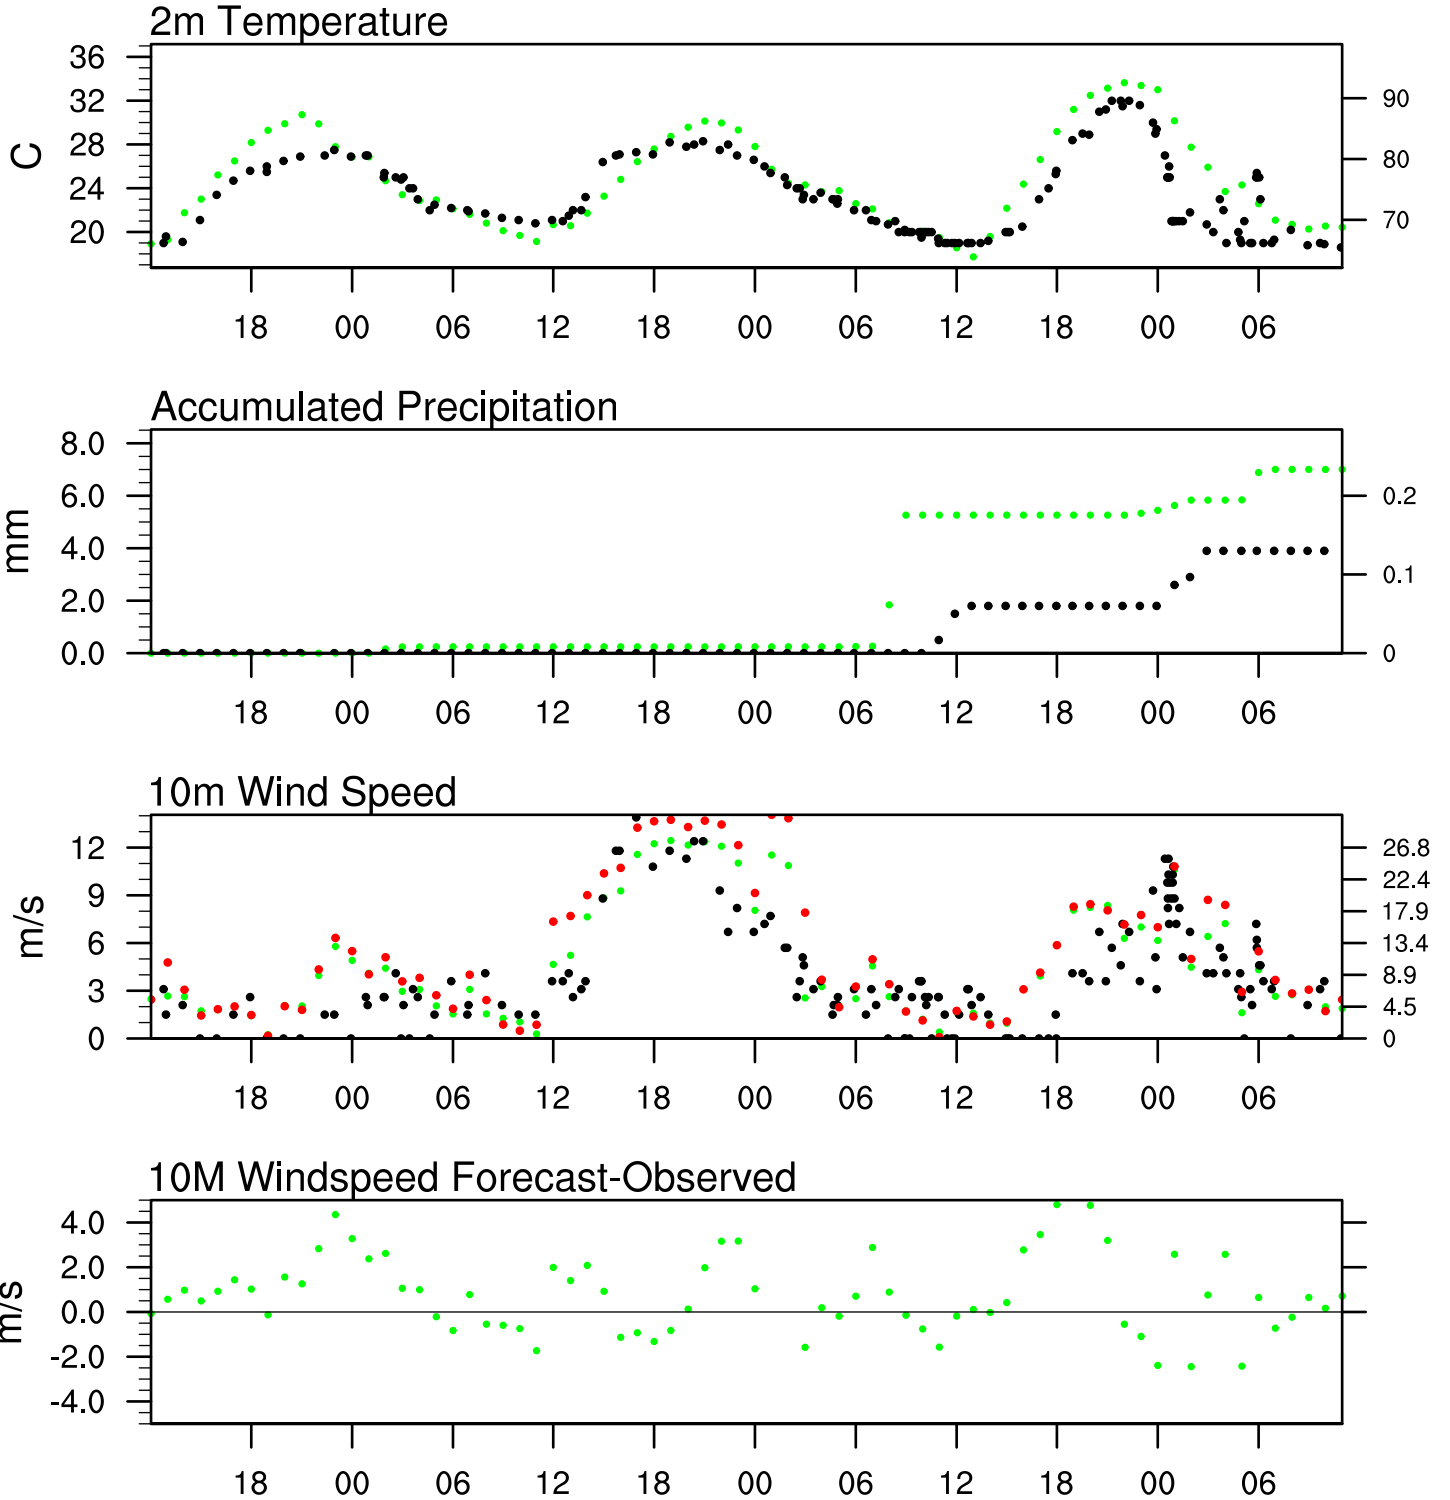 2m Temperature
36
32
28
24
20
C
90
80
70
18 00 06 12 18 00 06 12 18 00 06
Accumulated Precipitation
8.0
6.0
4.0
2.0
0.0
mm
0.2
0.1
0
18 00 06 12 18 00 06 12 18 00 06
10m Wind Speed
12
9
6
3
0
m/s
26.8
22.4
17.9
13.4
8.9
4.5
0
18 00 06 12 18 00 06 12 18 00 06
10M Windspeed Forecast-Observed
4.0
2.0
0.0
-2.0
-4.0
m/s
18 00 06 12 18 00 06 12 18 00 06